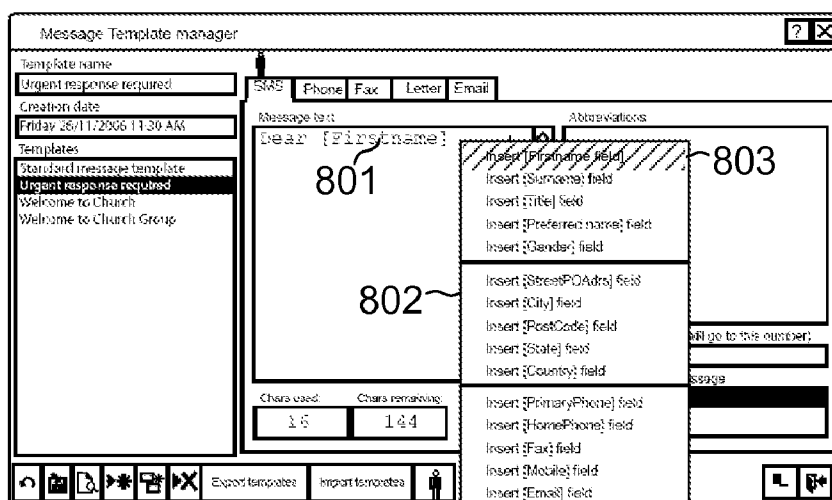 Message Template manager
? X
Template name
Urgent response required
Creation date
Friday 26/11/2006 11:30 AM
Templates
Standard message template
Urgent response required
Welcome to Church
Welcome to Church Group
SMS Phone Fax Letter Email
Message text
Dear [Firstname]
801
Abbreviations
Insert [Firstname field]
803
Insert [Surname] field
Insert [Title] field
Insert [Preferred name] field
Insert [Gender] field
802
Insert [StreetPOAdrs] field
Insert [City] field
Insert [PostCode] field
Insert [State] field
Insert [Country] field
Insert [PrimaryPhone] field
Insert [HomePhone] field
Insert [Fax] field
Insert [Mobile] field
Insert [Email] field
will go to this number)
ssage
Chars used:
Chars remaining:
16
144
Export templates
Import templates